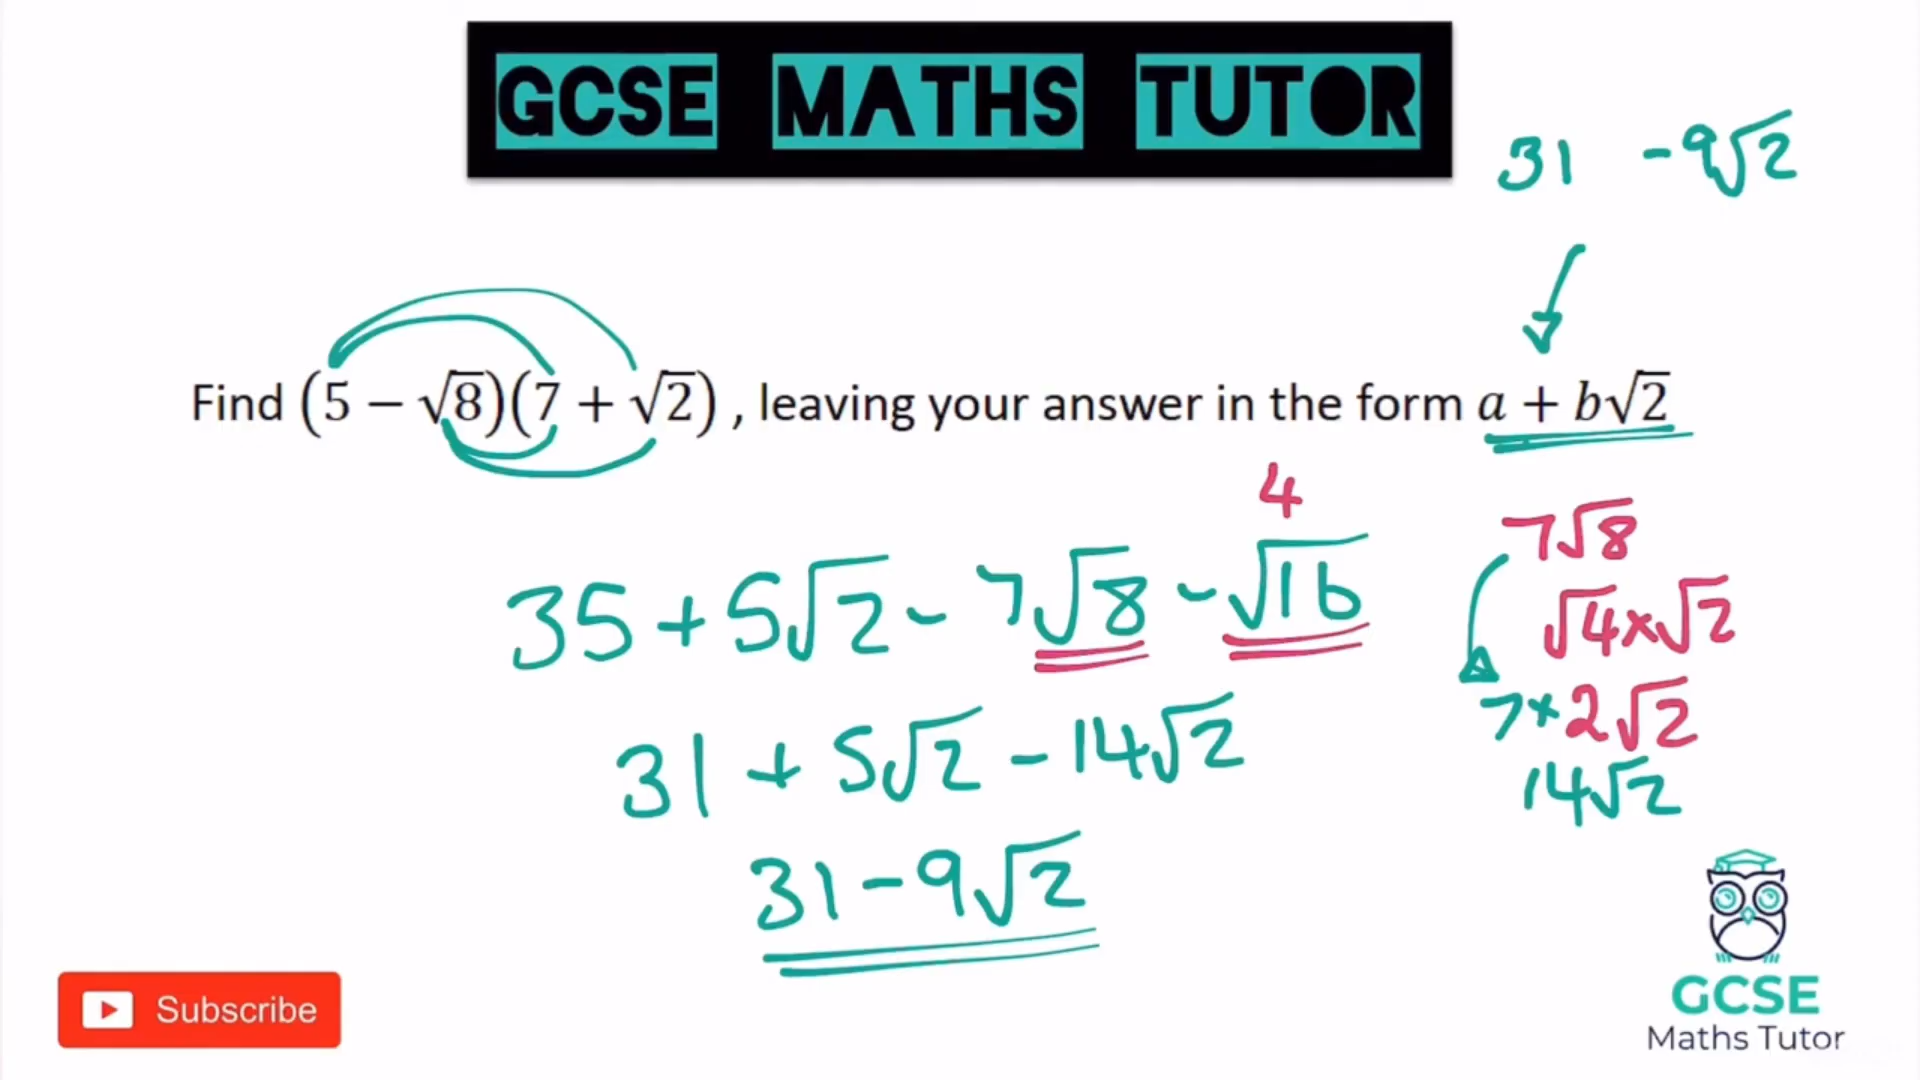 GCSE MATHS TUTOR
31 -9√2
Find (5 − √8)(7 + √2) , leaving your answer in the form a + b√2
4
7√8
35 + 5√2 - 7√8 - √16
√4×√2
7×2√2
31 + 5√2 - 14√2
14√2
31 - 9√2
Subscribe
GCSE
Maths Tutor